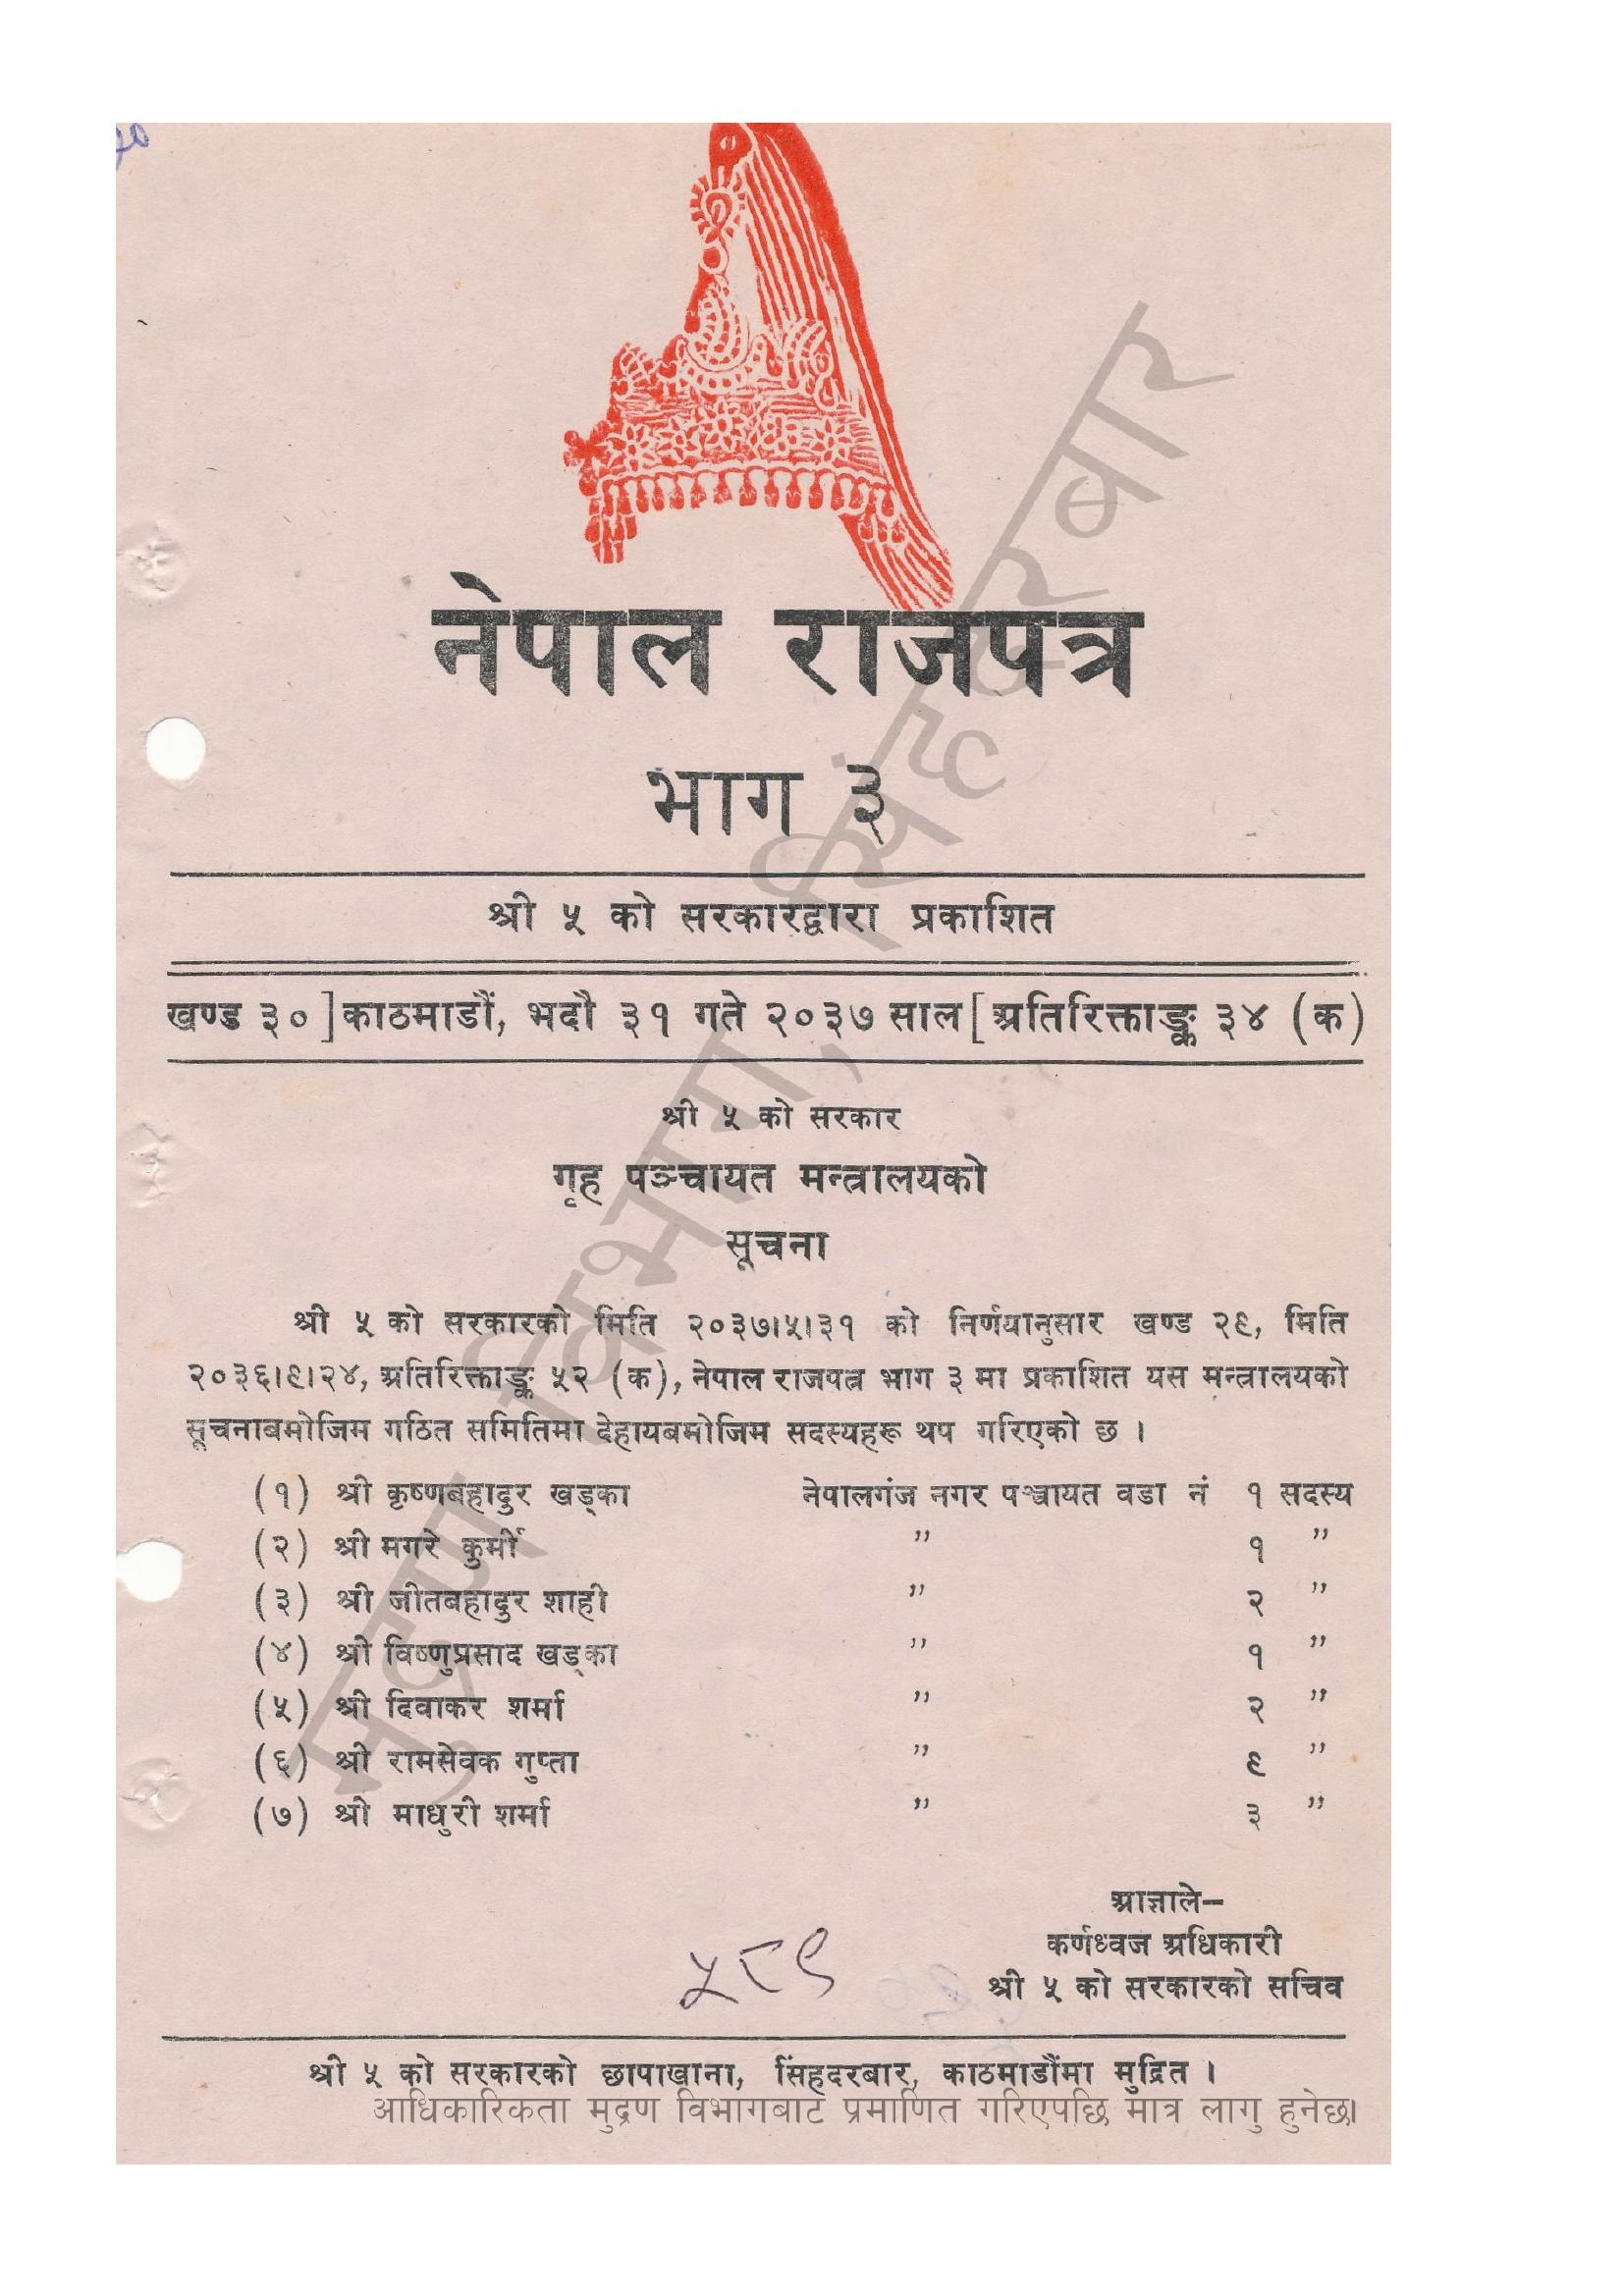 नेपाल राजपत्र
भाग ३
श्री ५ को सरकारद्वारा प्रकाशित
खण्ड ३०] काठमाडौं, भदौ ३१ गते २०३७ साल [अतिरिक्ताङ्क ३४ (क)
श्री ५ को सरकार
गृह पञ्चायत मन्त्रालयको
सूचना
श्री ५ को सरकारको मिति २०३७।५।३१ को निर्णयानुसार खण्ड २९, मिति
२०३६।९।२४, अतिरिक्ताङ्क ५२ (क), नेपाल राजपत्र भाग ३ मा प्रकाशित यस मन्त्रालयको
सूचनाबमोजिम गठित समितिमा देहायबमोजिम सदस्यहरू थप गरिएको छ ।
(१) श्री कृष्णबहादुर खड्का नेपालगंज नगर पञ्चायत वडा नं १ सदस्य
(२) श्री मगरे कुर्मी " १ "
(३) श्री जीतबहादुर शाही " २ "
(४) श्री विष्णुप्रसाद खड्का " १ "
(५) श्री दिवाकर शर्मा " २ "
(६) श्री रामसेवक गुप्ता " ९ "
(७) श्री माधुरी शर्मा " ३ "
आज्ञाले–
कर्णध्वज अधिकारी
श्री ५ को सरकारको सचिव
५८९
श्री ५ को सरकारको छापाखाना, सिंहदरबार, काठमाडौंमा मुद्रित ।
आधिकारिकता मुद्रण विभागबाट प्रमाणित गरिएपछि मात्र लागु हुनेछ।
मुद्रण विभाग, सिंहदरबार